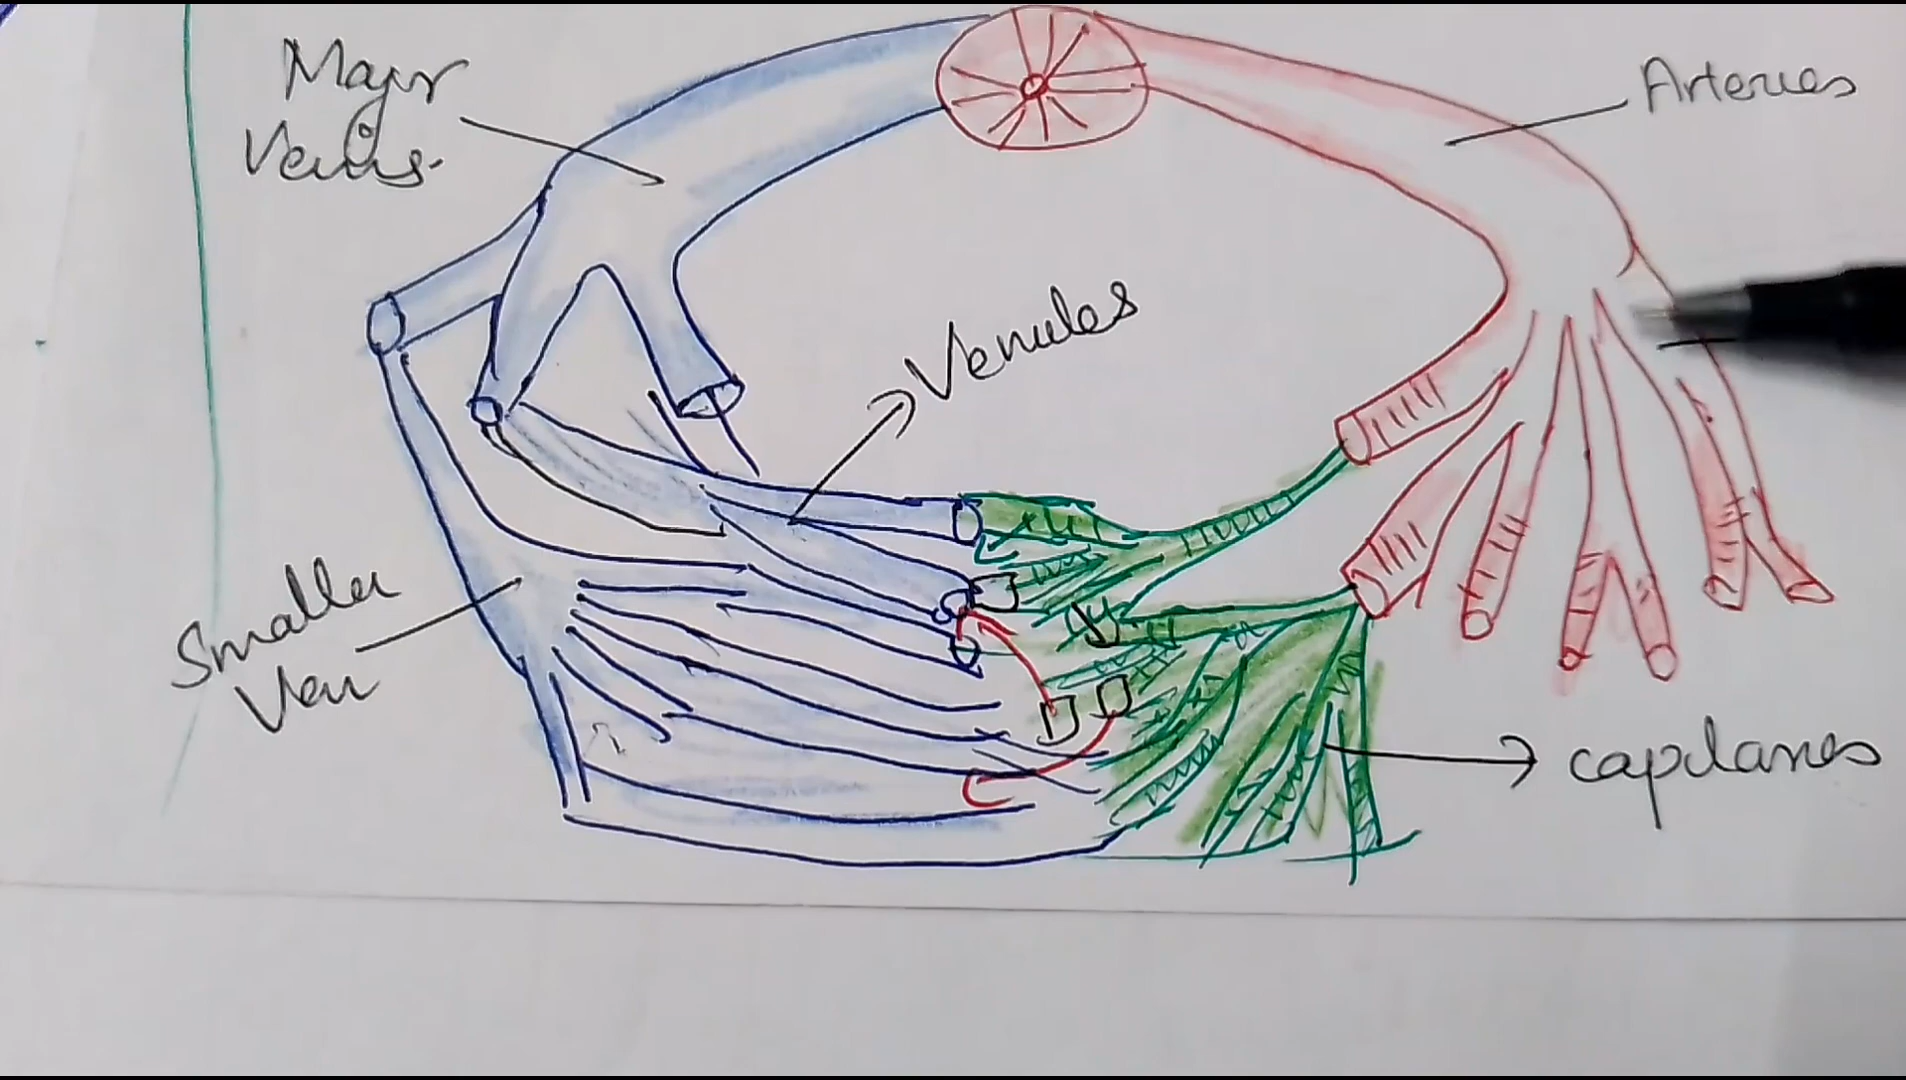 Major
Veins.
Arteries
Venules
Smaller
Vein
capilaries